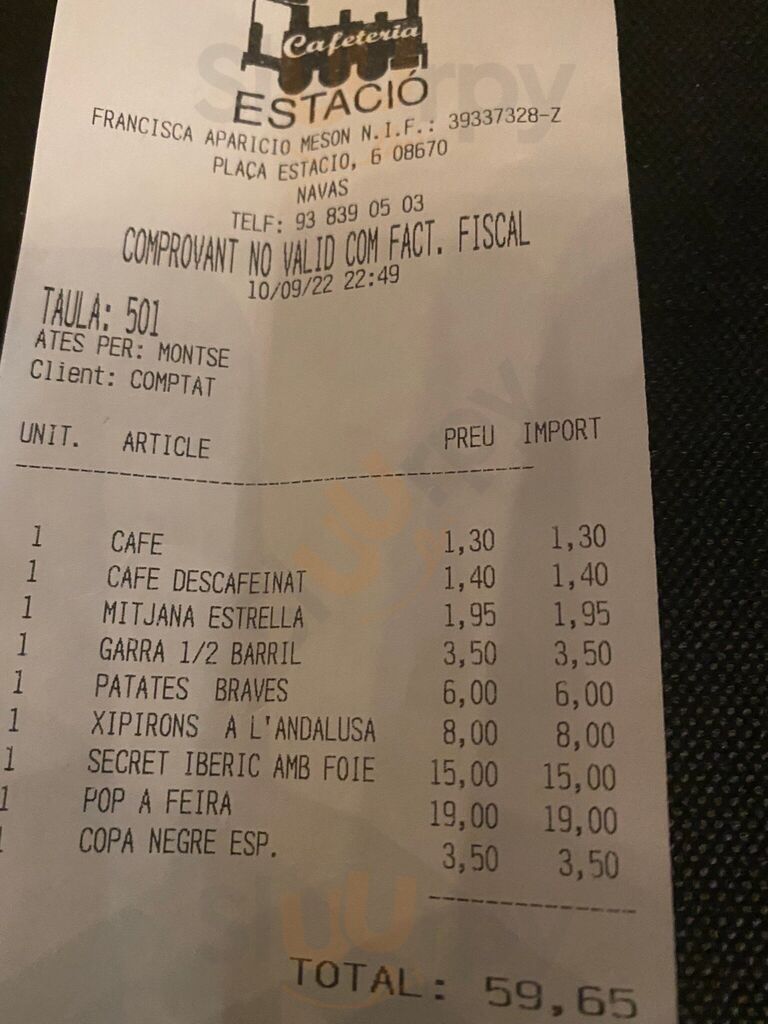 Cafeteria
ESTACIÓ
FRANCISCA APARICIO MESON N.I.F.: 39337328-Z
PLAÇA ESTACIO, 6 08670
NAVAS
TELF: 93 839 05 03
COMPROVANT NO VALID COM FACT. FISCAL
10/09/22 22:49
TAULA: 501
ATES PER: MONTSE
Client: COMPTAT
UNIT. ARTICLE PREU IMPORT
1 CAFE 1,30 1,30
1 CAFE DESCAFEINAT 1,40 1,40
1 MITJANA ESTRELLA 1,95 1,95
1 GARRA 1/2 BARRIL 3,50 3,50
1 PATATES BRAVES 6,00 6,00
1 XIPIRONS A L'ANDALUSA 8,00 8,00
1 SECRET IBERIC AMB FOIE 15,00 15,00
1 POP A FEIRA 19,00 19,00
1 COPA NEGRE ESP. 3,50 3,50
TOTAL: 59,65